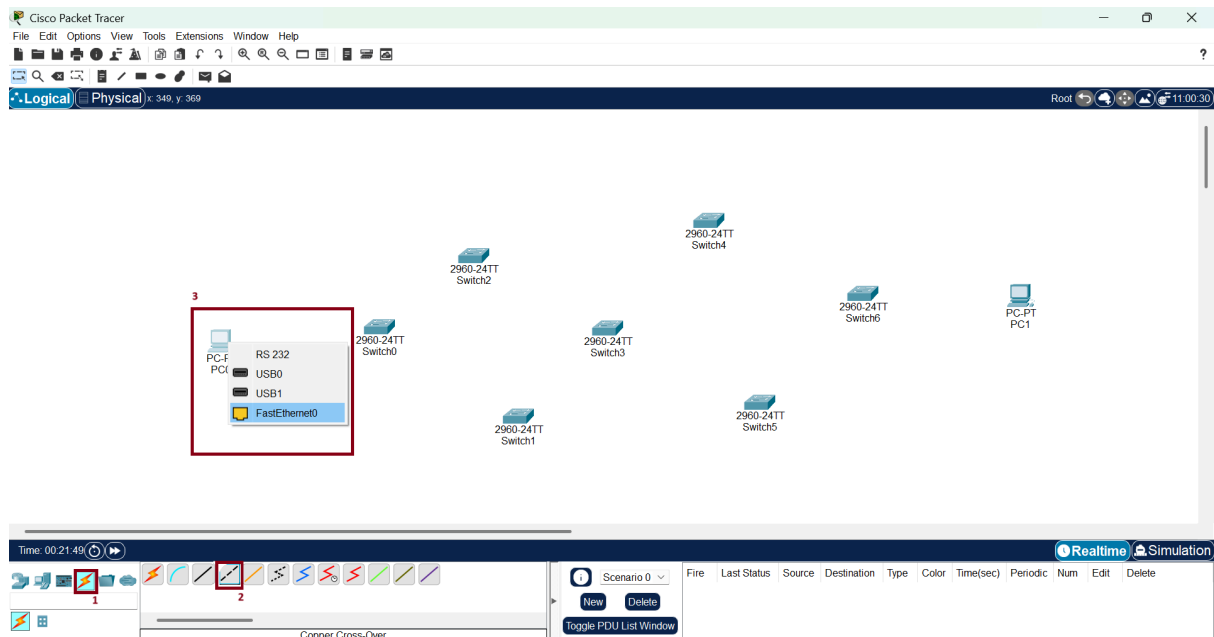 Cisco Packet Tracer
File Edit Options View Tools Extensions Window Help
?
Logical Physical x: 349, y: 369 Root 11:00:30
2960-24TT
Switch4
2960-24TT
Switch2
3
2960-24TT
Switch6
PC-PT
PC1
2960-24TT
Switch0
2960-24TT
Switch3
RS 232
USB0
USB1
FastEthernet0
2960-24TT
Switch5
2960-24TT
Switch1
Time: 00:21:49 Realtime Simulation
1
2
Scenario 0
New Delete
Toggle PDU List Window
Fire Last Status Source Destination Type Color Time(sec) Periodic Num Edit Delete
Copper Cross-Over